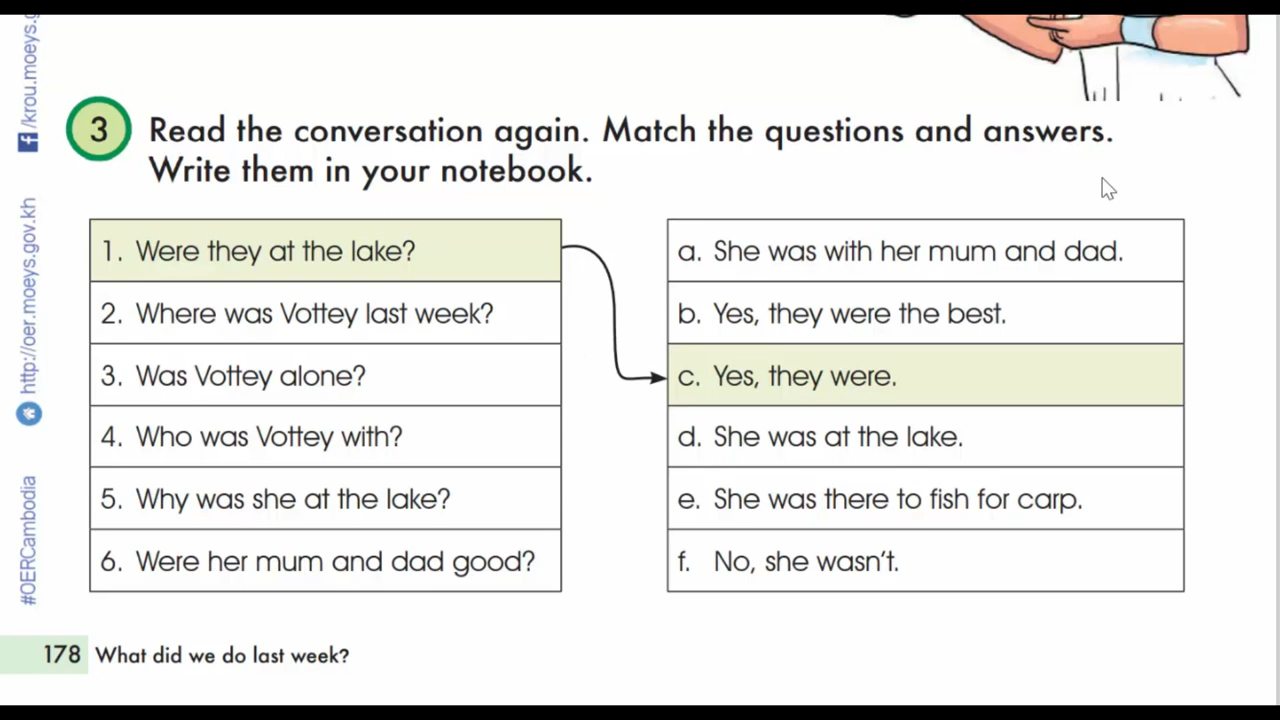 /krou.moeys.g
http://oer.moeys.gov.kh
#OERCambodia
3
Read the conversation again. Match the questions and answers.
Write them in your notebook.
1. Were they at the lake?
2. Where was Vottey last week?
3. Was Vottey alone?
4. Who was Vottey with?
5. Why was she at the lake?
6. Were her mum and dad good?
a. She was with her mum and dad.
b. Yes, they were the best.
c. Yes, they were.
d. She was at the lake.
e. She was there to fish for carp.
f. No, she wasn't.
178 What did we do last week?